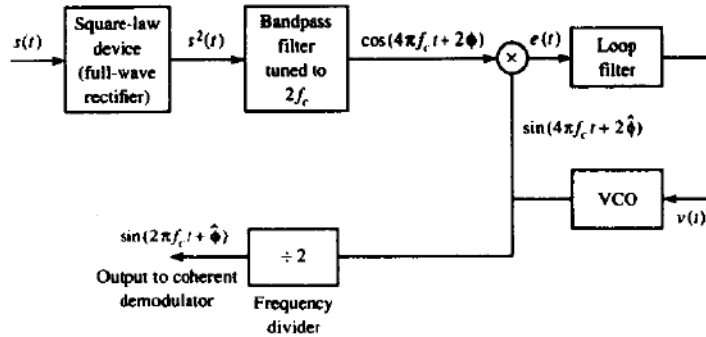 s(t)
Square-law
device
(full-wave
rectifier)
s²(t)
Bandpass
filter
tuned to
2f_c
cos(4πf_c t + 2ϕ)
×
e(t)
Loop
filter
sin(4πf_c t + 2ϕ̂)
VCO
v(t)
sin(2πf_c t + ϕ̂)
Output to coherent
demodulator
÷ 2
Frequency
divider